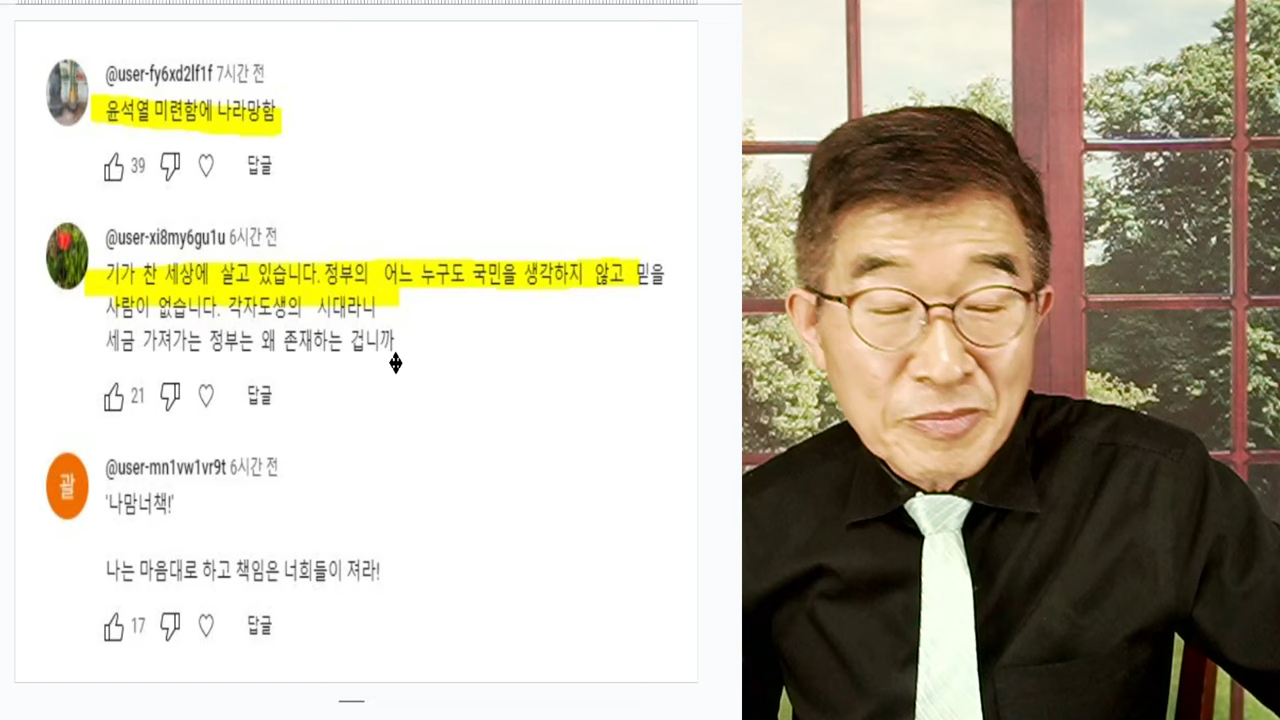 @user-fy6xd2lf1f 7시간 전
윤석열 미련함에 나라망함
39 답글
@user-xi8my6gu1u 6시간 전
기가 찬 세상에 살고 있습니다. 정부의 어느 누구도 국민을 생각하지 않고 믿을
사람이 없습니다. 각자도생의 시대라니
세금 가져가는 정부는 왜 존재하는 겁니까
21 답글
괄
@user-mn1vw1vr9t 6시간 전
'나맘너책!'
나는 마음대로 하고 책임은 너희들이 져라!
17 답글